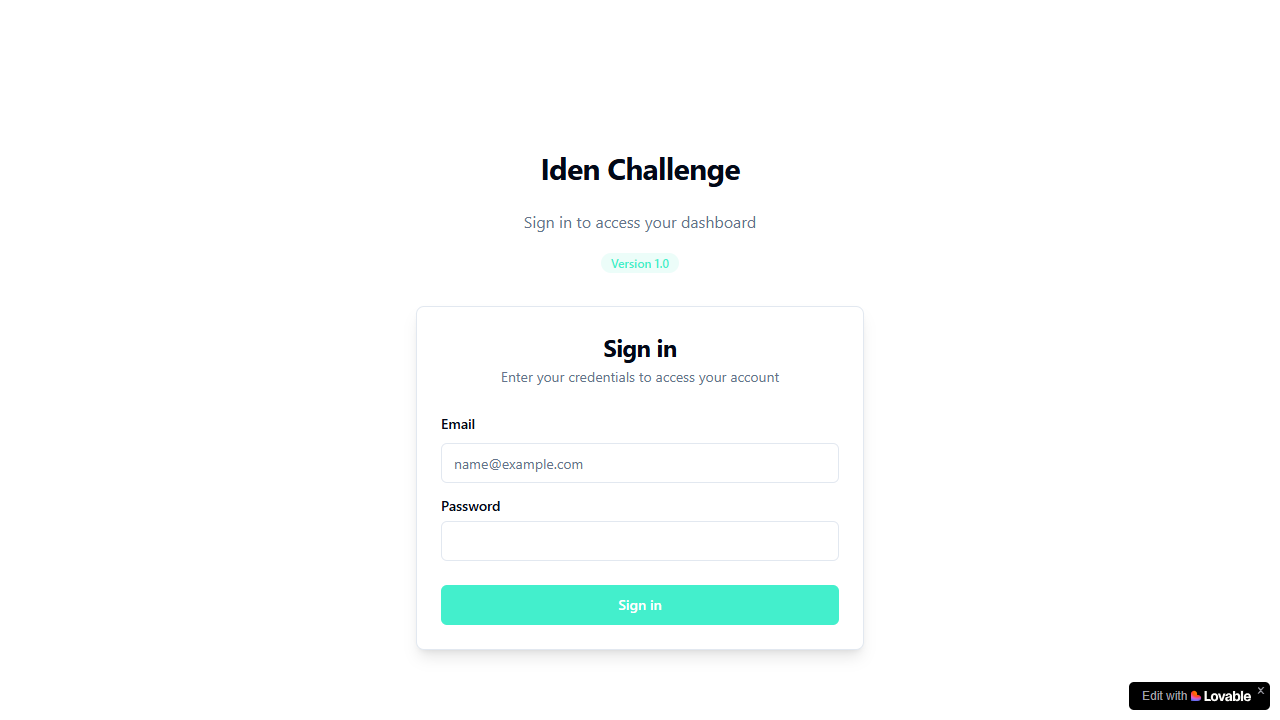 Iden Challenge
Sign in to access your dashboard
Version 1.0
Sign in
Enter your credentials to access your account
Email
name@example.com
Password
Sign in
Edit with Lovable x